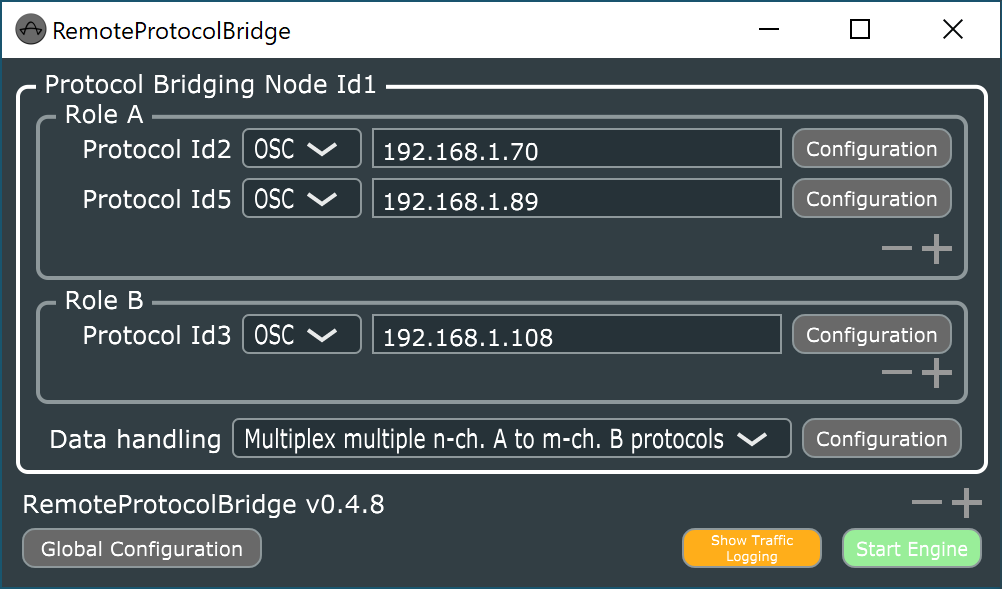 RemoteProtocolBridge
Protocol Bridging Node Id1
Role A
Protocol Id2 OSC 192.168.1.70 Configuration
Protocol Id5 OSC 192.168.1.89 Configuration
Role B
Protocol Id3 OSC 192.168.1.108 Configuration
Data handling Multiplex multiple n-ch. A to m-ch. B protocols Configuration
RemoteProtocolBridge v0.4.8
Global Configuration
Show Traffic
Logging
Start Engine